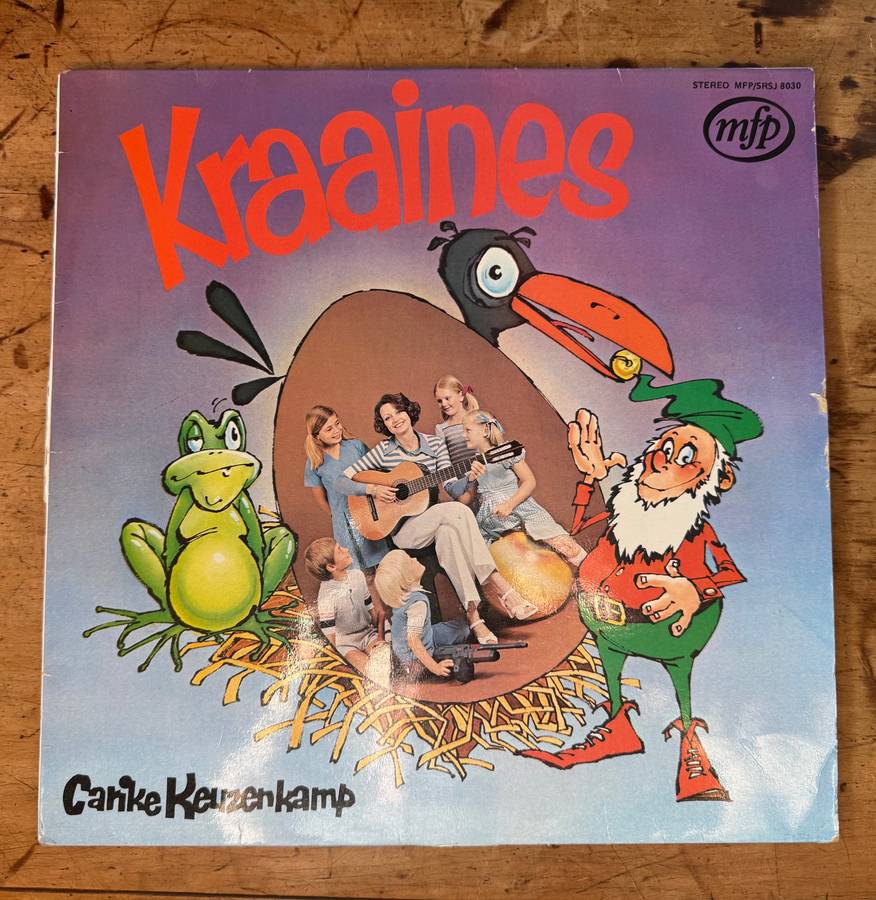 STEREO MFP/SRSJ 8030
mfp
Kraaines
Carike Keuzenkamp